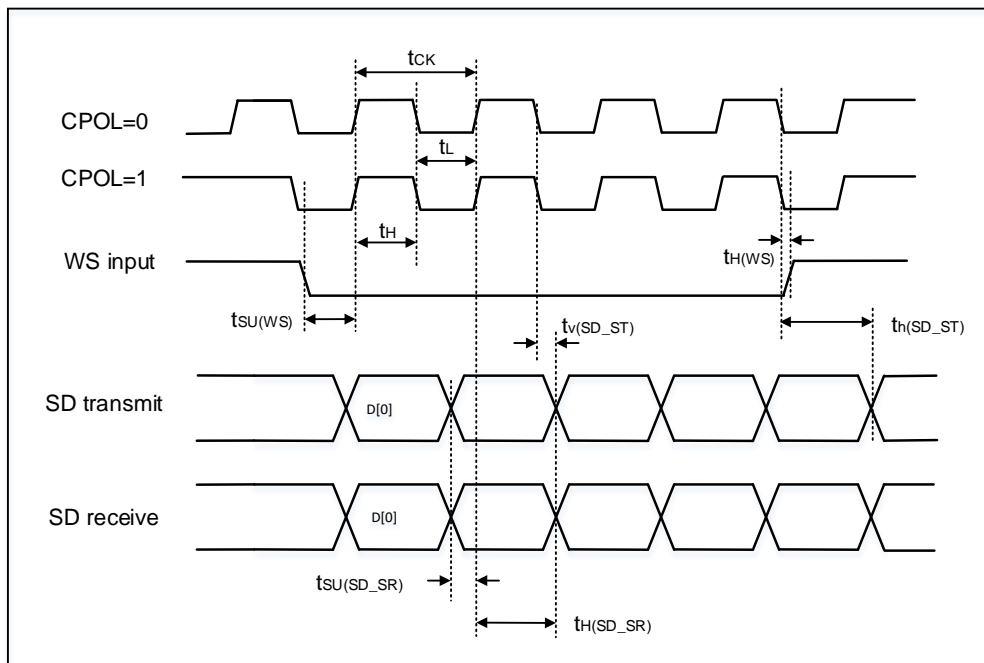 tCK
CPOL=0
tL
CPOL=1
tH
tH(WS)
WS input
tSU(WS)
tv(SD_ST)
th(SD_ST)
SD transmit
D[0]
SD receive
D[0]
tSU(SD_SR)
tH(SD_SR)